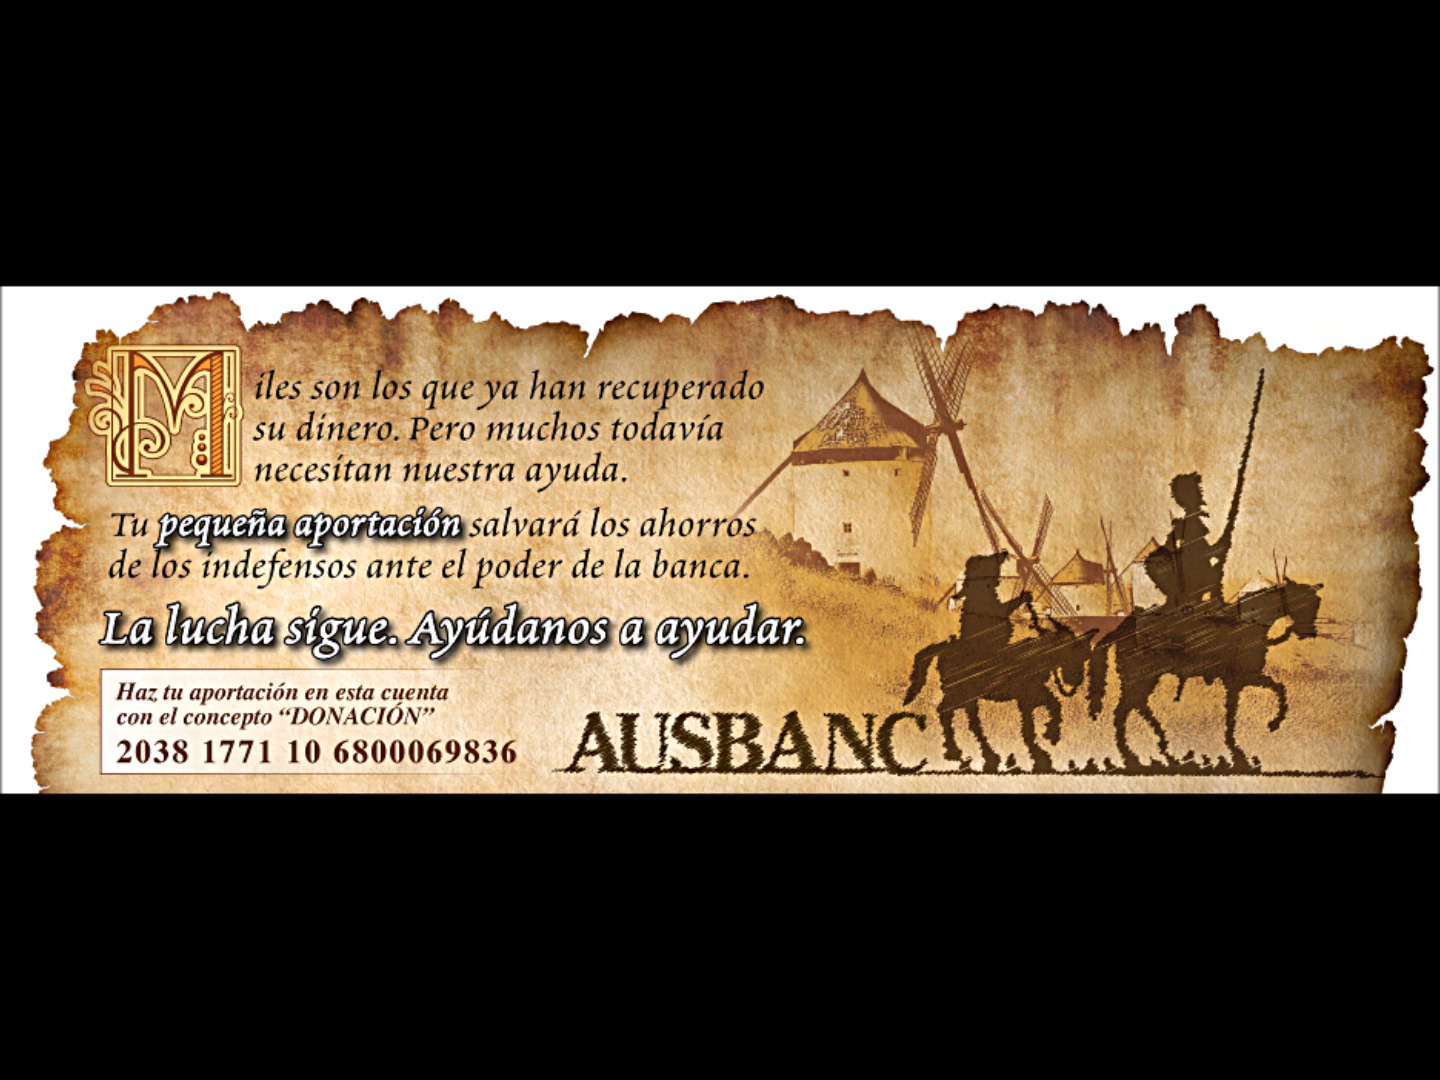 Miles son los que ya han recuperado
su dinero. Pero muchos todavía
necesitan nuestra ayuda.
Tu pequeña aportación salvará los ahorros
de los indefensos ante el poder de la banca.
La lucha sigue. Ayúdanos a ayudar.
Haz tu aportación en esta cuenta
con el concepto “DONACIÓN”
2038 1771 10 6800069836
AUSBANC